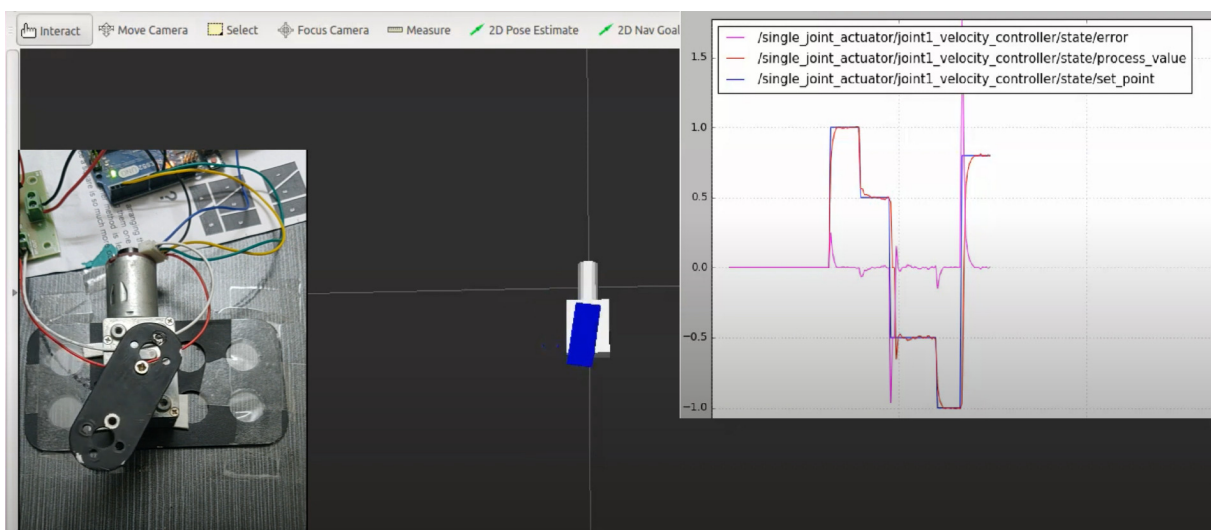 Interact Move Camera Select Focus Camera Measure 2D Pose Estimate 2D Nav Goal
/single_joint_actuator/joint1_velocity_controller/state/error
/single_joint_actuator/joint1_velocity_controller/state/process_value
/single_joint_actuator/joint1_velocity_controller/state/set_point
1.5
1.0
0.5
0.0
−0.5
−1.0